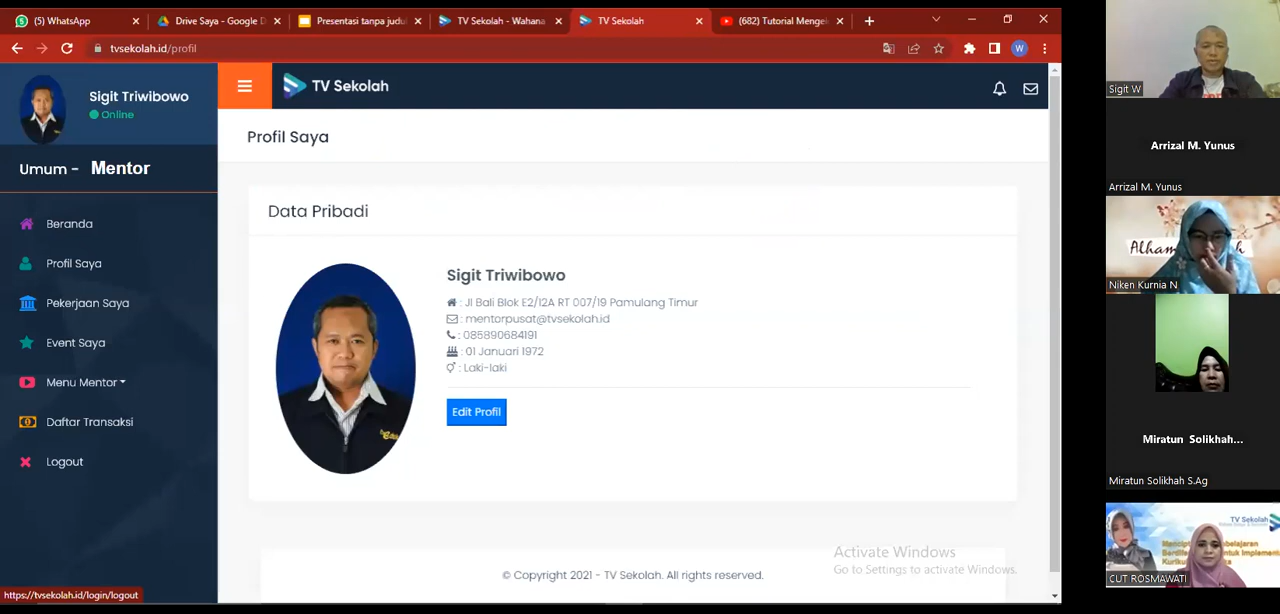 (5) WhatsApp
Drive Saya - Google D
Presentasi tanpa judul
TV Sekolah - Wahana
TV Sekolah
(682) Tutorial Menge
tvsekolah.id/profil
W
Sigit Triwibowo
Online
Umum - Mentor
Beranda
Profil Saya
Pekerjaan Saya
Event Saya
Menu Mentor
Daftar Transaksi
Logout
https://tvsekolah.id/login/logout
TV Sekolah
Profil Saya
Data Pribadi
Sigit Triwibowo
: Jl Bali Blok E2/12A RT 007/19 Pamulang Timur
: mentorpusat@tvsekolah.id
: 085890684191
: 01 Januari 1972
: Laki-laki
Edit Profil
Activate Windows
Go to Settings to activate Windows.
© Copyright 2021 - TV Sekolah. All rights reserved.
Sigit W
Arrizal M. Yunus
Arrizal M. Yunus
Niken Kurnia N
Miratun Solikhah...
Miratun Solikhah S.Ag
TV Sekolah
CUT ROSMAWATI